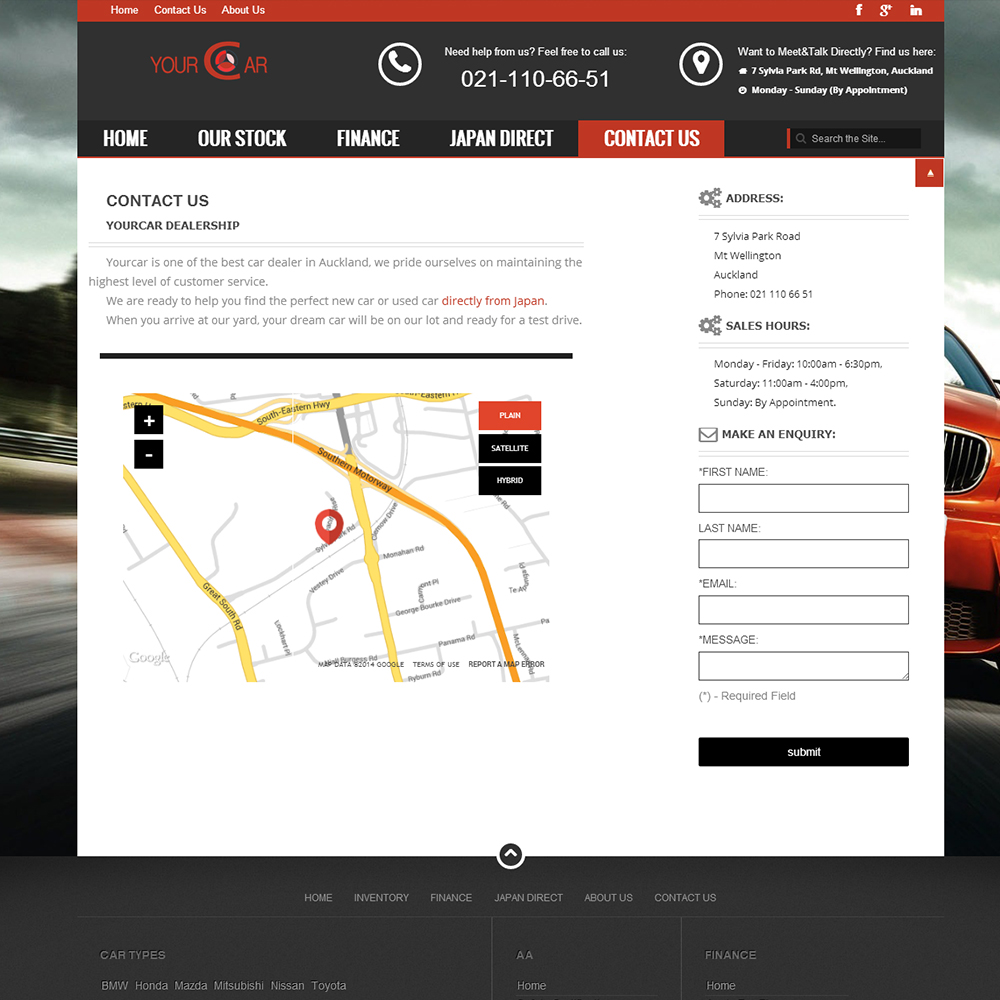 Home Contact Us About Us
YOUR CAR
Need help from us? Feel free to call us:
021-110-66-51
Want to Meet&Talk Directly? Find us here:
7 Sylvia Park Rd, Mt Wellington, Auckland
Monday - Sunday (By Appointment)
HOME OUR STOCK FINANCE JAPAN DIRECT CONTACT US
Search the Site...
CONTACT US
YOURCAR DEALERSHIP
Yourcar is one of the best car dealer in Auckland, we pride ourselves on maintaining the
highest level of customer service.
We are ready to help you find the perfect new car or used car directly from Japan.
When you arrive at our yard, your dream car will be on our lot and ready for a test drive.
+
-
PLAIN
SATELLITE
HYBRID
South-Eastern Hwy
Southern Motorway
Great South Rd
Vestey Drive
Monahan Rd
George Bourke Drive
Panama Rd
Lockhart Pl
Ryburn Rd
Google
MAP DATA ©2014 GOOGLE TERMS OF USE REPORT A MAP ERROR
ADDRESS:
7 Sylvia Park Road
Mt Wellington
Auckland
Phone: 021 110 66 51
SALES HOURS:
Monday - Friday: 10:00am - 6:30pm,
Saturday: 11:00am - 4:00pm,
Sunday: By Appointment.
MAKE AN ENQUIRY:
*FIRST NAME:
LAST NAME:
*EMAIL:
*MESSAGE:
(*) - Required Field
submit
HOME INVENTORY FINANCE JAPAN DIRECT ABOUT US CONTACT US
CAR TYPES
BMW Honda Mazda Mitsubishi Nissan Toyota
AA
Home
FINANCE
Home